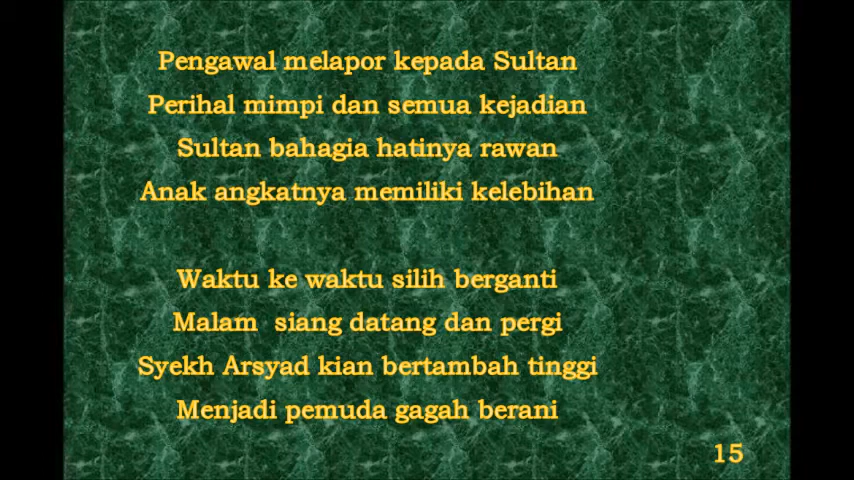 Pengawal melapor kepada Sultan
Perihal mimpi dan semua kejadian
Sultan bahagia hatinya rawan
Anak angkatnya memiliki kelebihan
Waktu ke waktu silih berganti
Malam siang datang dan pergi
Syekh Arsyad kian bertambah tinggi
Menjadi pemuda gagah berani
15